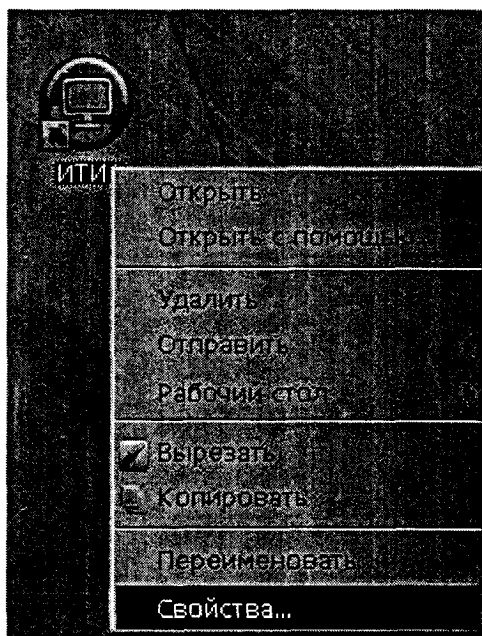 ИТИ
Открыть
Открыть с помощью...
Удалить
Отправить
Рабочий стол
Вырезать
Копировать
Переименовать
Свойства...